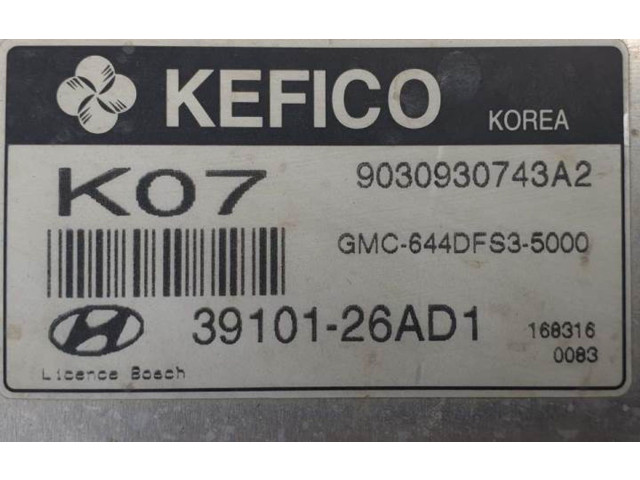 KEFICO KOREA
K07 9030930743A2
GMC-644DFS3-5000
39101-26AD1 168316
0083
Licence Bosch